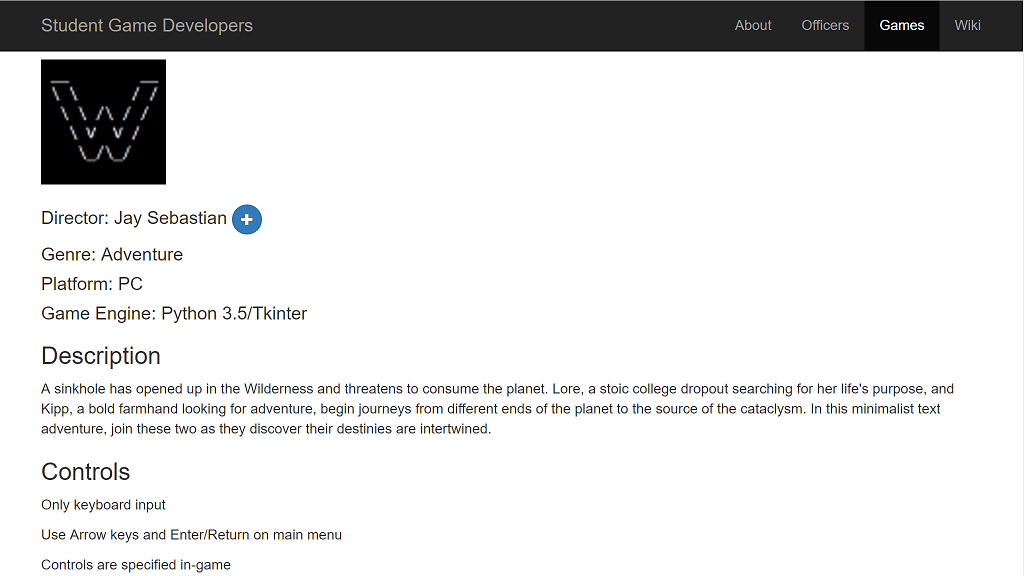 Student Game Developers
About Officers Games Wiki
W
Director: Jay Sebastian
Genre: Adventure
Platform: PC
Game Engine: Python 3.5/Tkinter
Description
A sinkhole has opened up in the Wilderness and threatens to consume the planet. Lore, a stoic college dropout searching for her life's purpose, and
Kipp, a bold farmhand looking for adventure, begin journeys from different ends of the planet to the source of the cataclysm. In this minimalist text
adventure, join these two as they discover their destinies are intertwined.
Controls
Only keyboard input
Use Arrow keys and Enter/Return on main menu
Controls are specified in-game